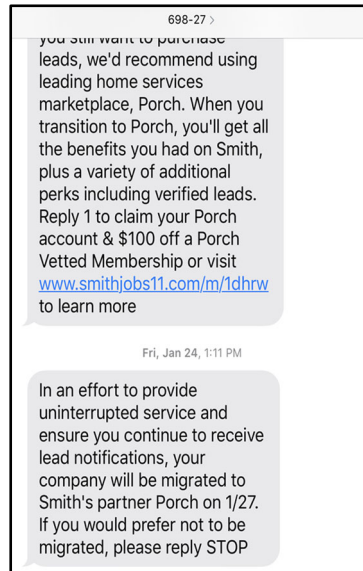 698-27 >
you still want to purchase
leads, we'd recommend using
leading home services
marketplace, Porch. When you
transition to Porch, you'll get all
the benefits you had on Smith,
plus a variety of additional
perks including verified leads.
Reply 1 to claim your Porch
account & $100 off a Porch
Vetted Membership or visit
www.smithjobs11.com/m/1dhrw
to learn more
Fri, Jan 24, 1:11 PM
In an effort to provide
uninterrupted service and
ensure you continue to receive
lead notifications, your
company will be migrated to
Smith's partner Porch on 1/27.
If you would prefer not to be
migrated, please reply STOP